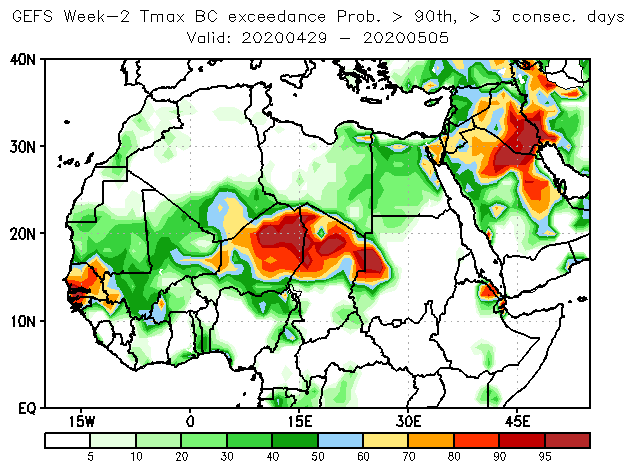 GEFS Week-2 Tmax BC exceedance Prob. > 90th, > 3 consec. days
Valid: 20200429 - 20200505
40N
30N
20N
10N
EQ
15W 0 15E 30E 45E
5 10 20 30 40 50 60 70 80 90 95